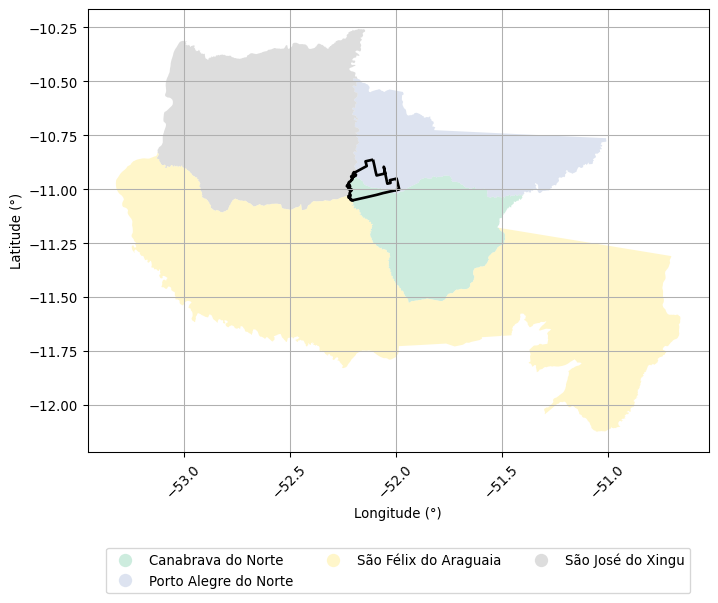 −10.25
−10.50
−10.75
−11.00
−11.25
−11.50
−11.75
−12.00
Latitude (°)
−53.0
−52.5
−52.0
−51.5
−51.0
Longitude (°)
Canabrava do Norte
São Félix do Araguaia
São José do Xingu
Porto Alegre do Norte